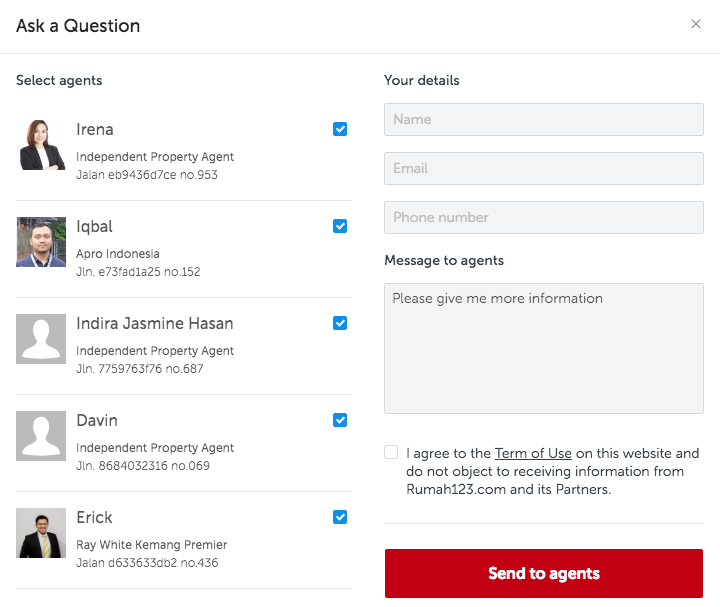 Ask a Question
×
Select agents
Irena
Independent Property Agent
Jalan eb9436d7ce no.953
Iqbal
Apro Indonesia
Jln. e73fad1a25 no.152
Indira Jasmine Hasan
Independent Property Agent
Jln. 7759763f76 no.687
Davin
Independent Property Agent
Jln. 8684032316 no.069
Erick
Ray White Kemang Premier
Jalan d633633db2 no.436
Your details
Name
Email
Phone number
Message to agents
Please give me more information
I agree to the Term of Use on this website and
do not object to receiving information from
Rumah123.com and its Partners.
Send to agents